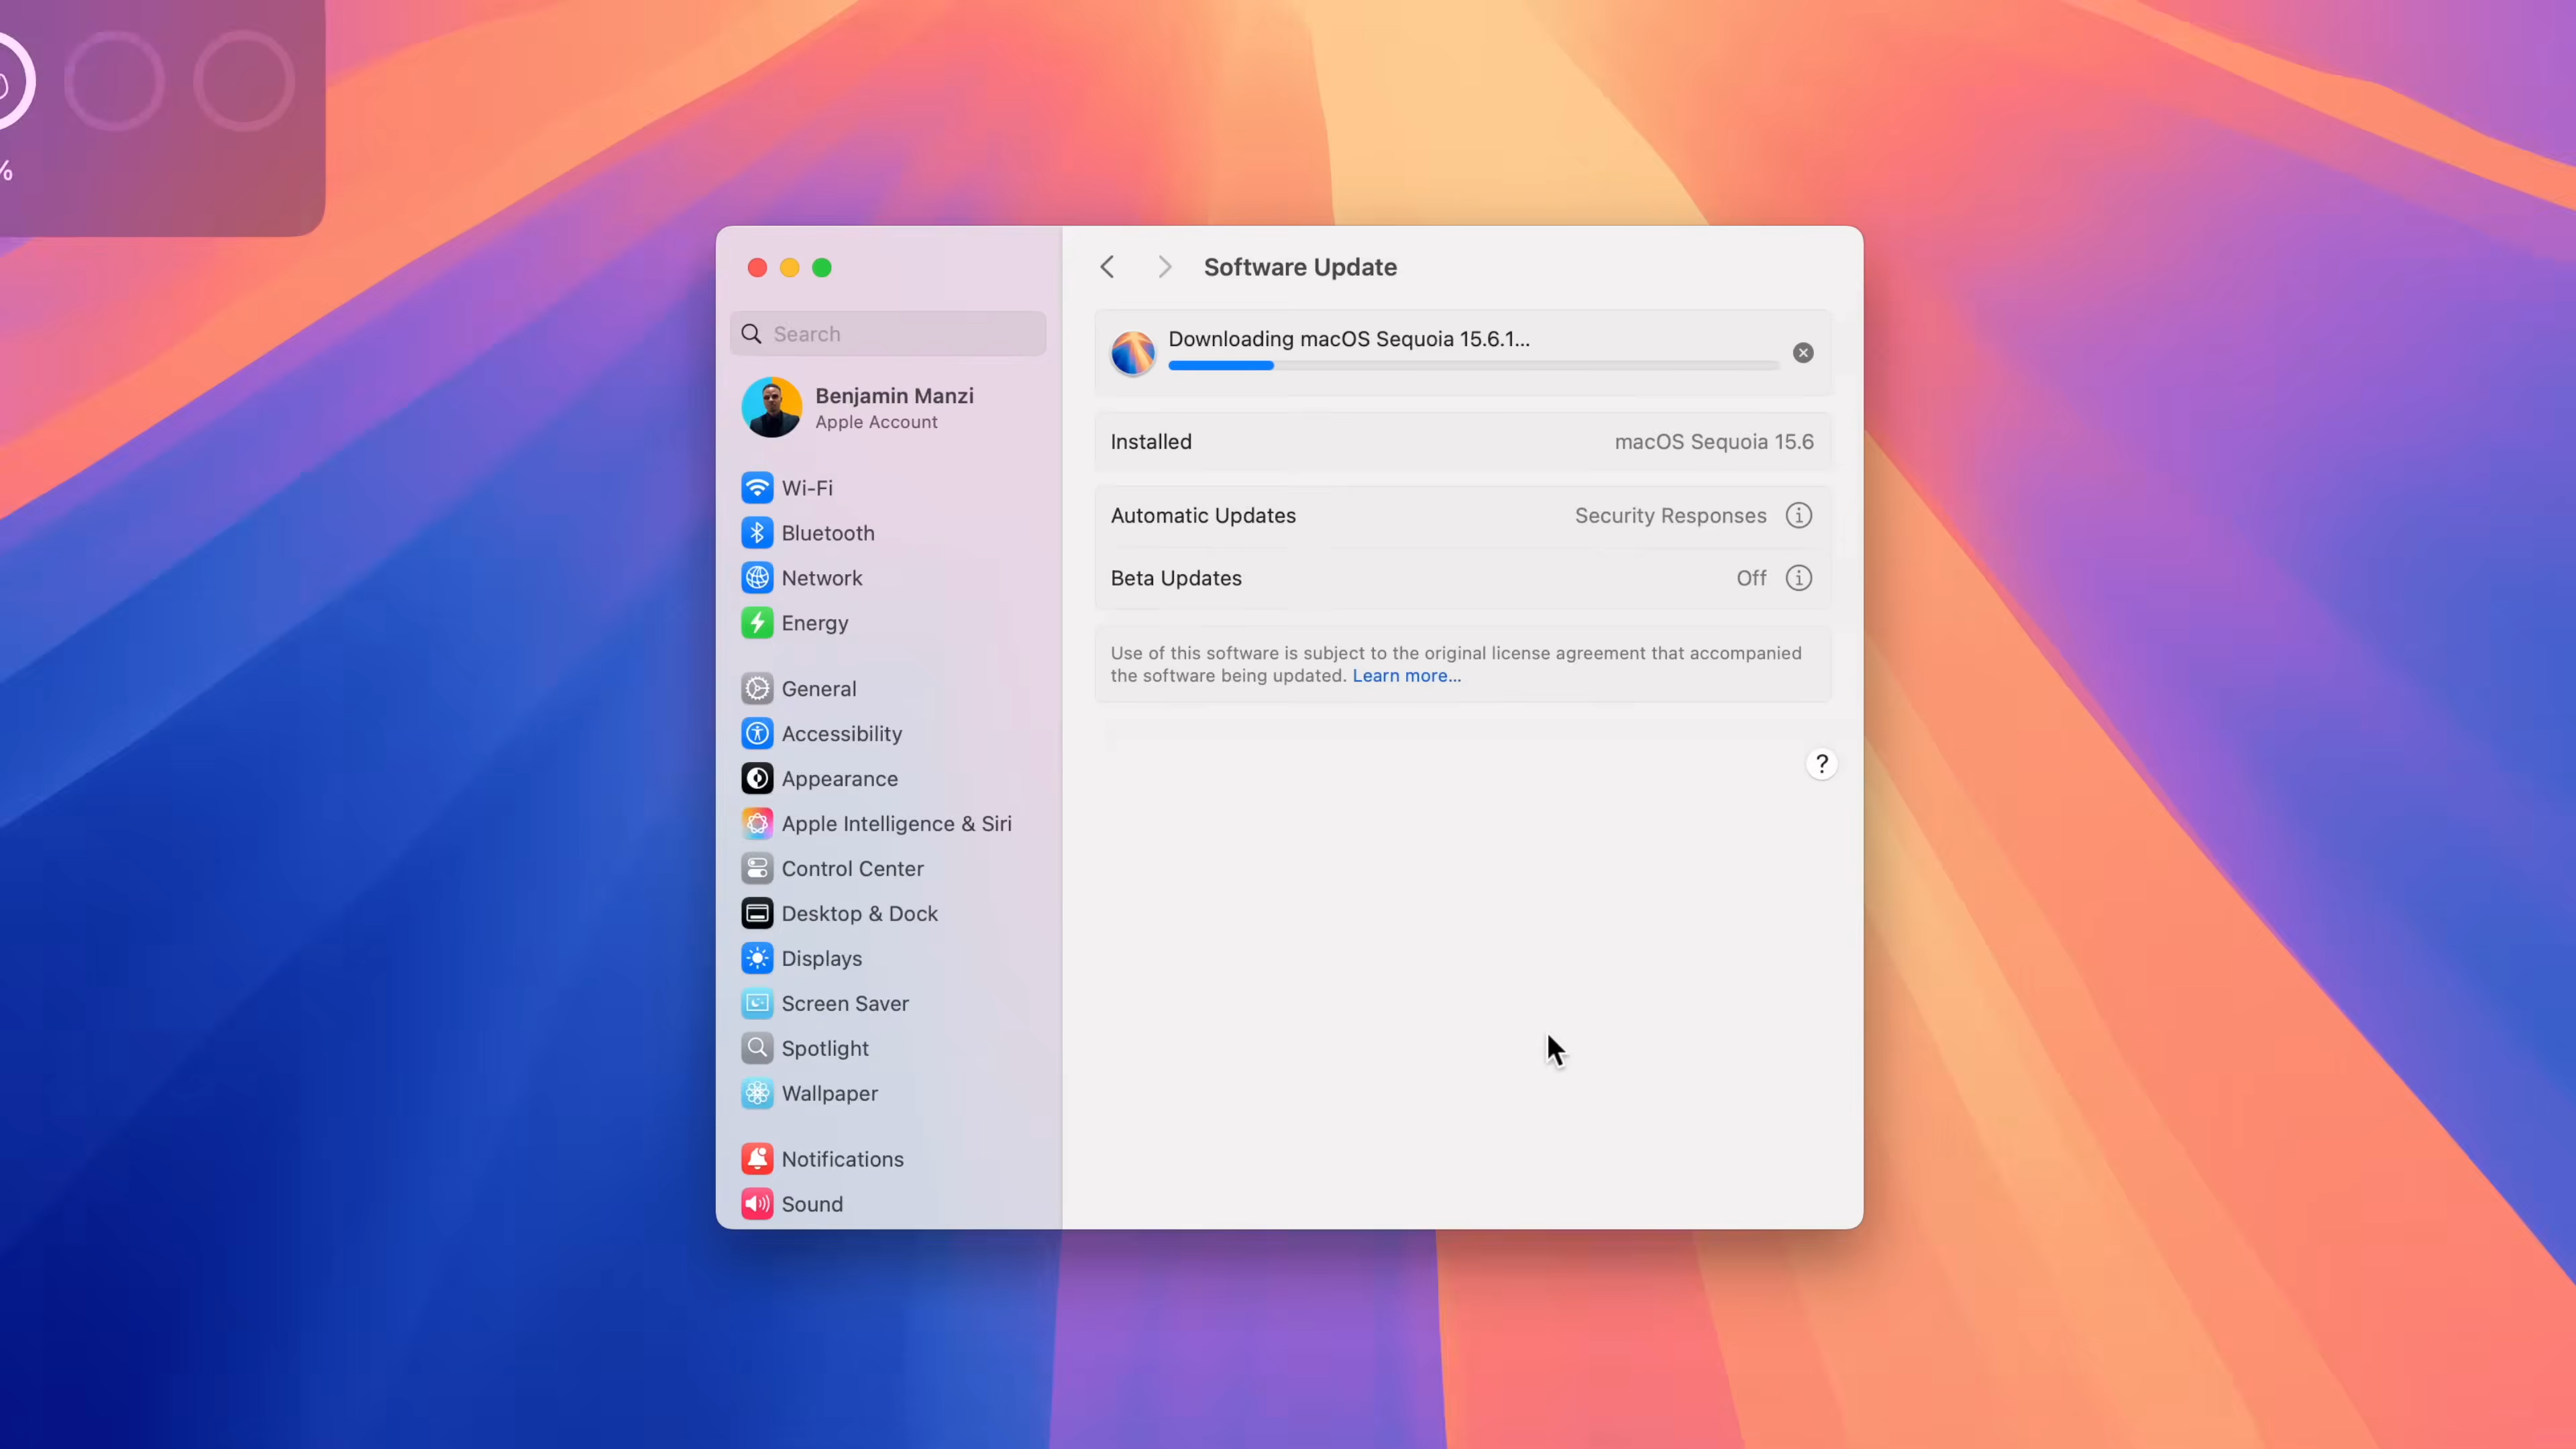 %
Software Update
Search
Downloading macOS Sequoia 15.6.1...
Benjamin Manzi
Apple Account
Installed
macOS Sequoia 15.6
Automatic Updates
Security Responses
Beta Updates
Off
Use of this software is subject to the original license agreement that accompanied
the software being updated. Learn more...
?
Wi-Fi
Bluetooth
Network
Energy
General
Accessibility
Appearance
Apple Intelligence & Siri
Control Center
Desktop & Dock
Displays
Screen Saver
Spotlight
Wallpaper
Notifications
Sound